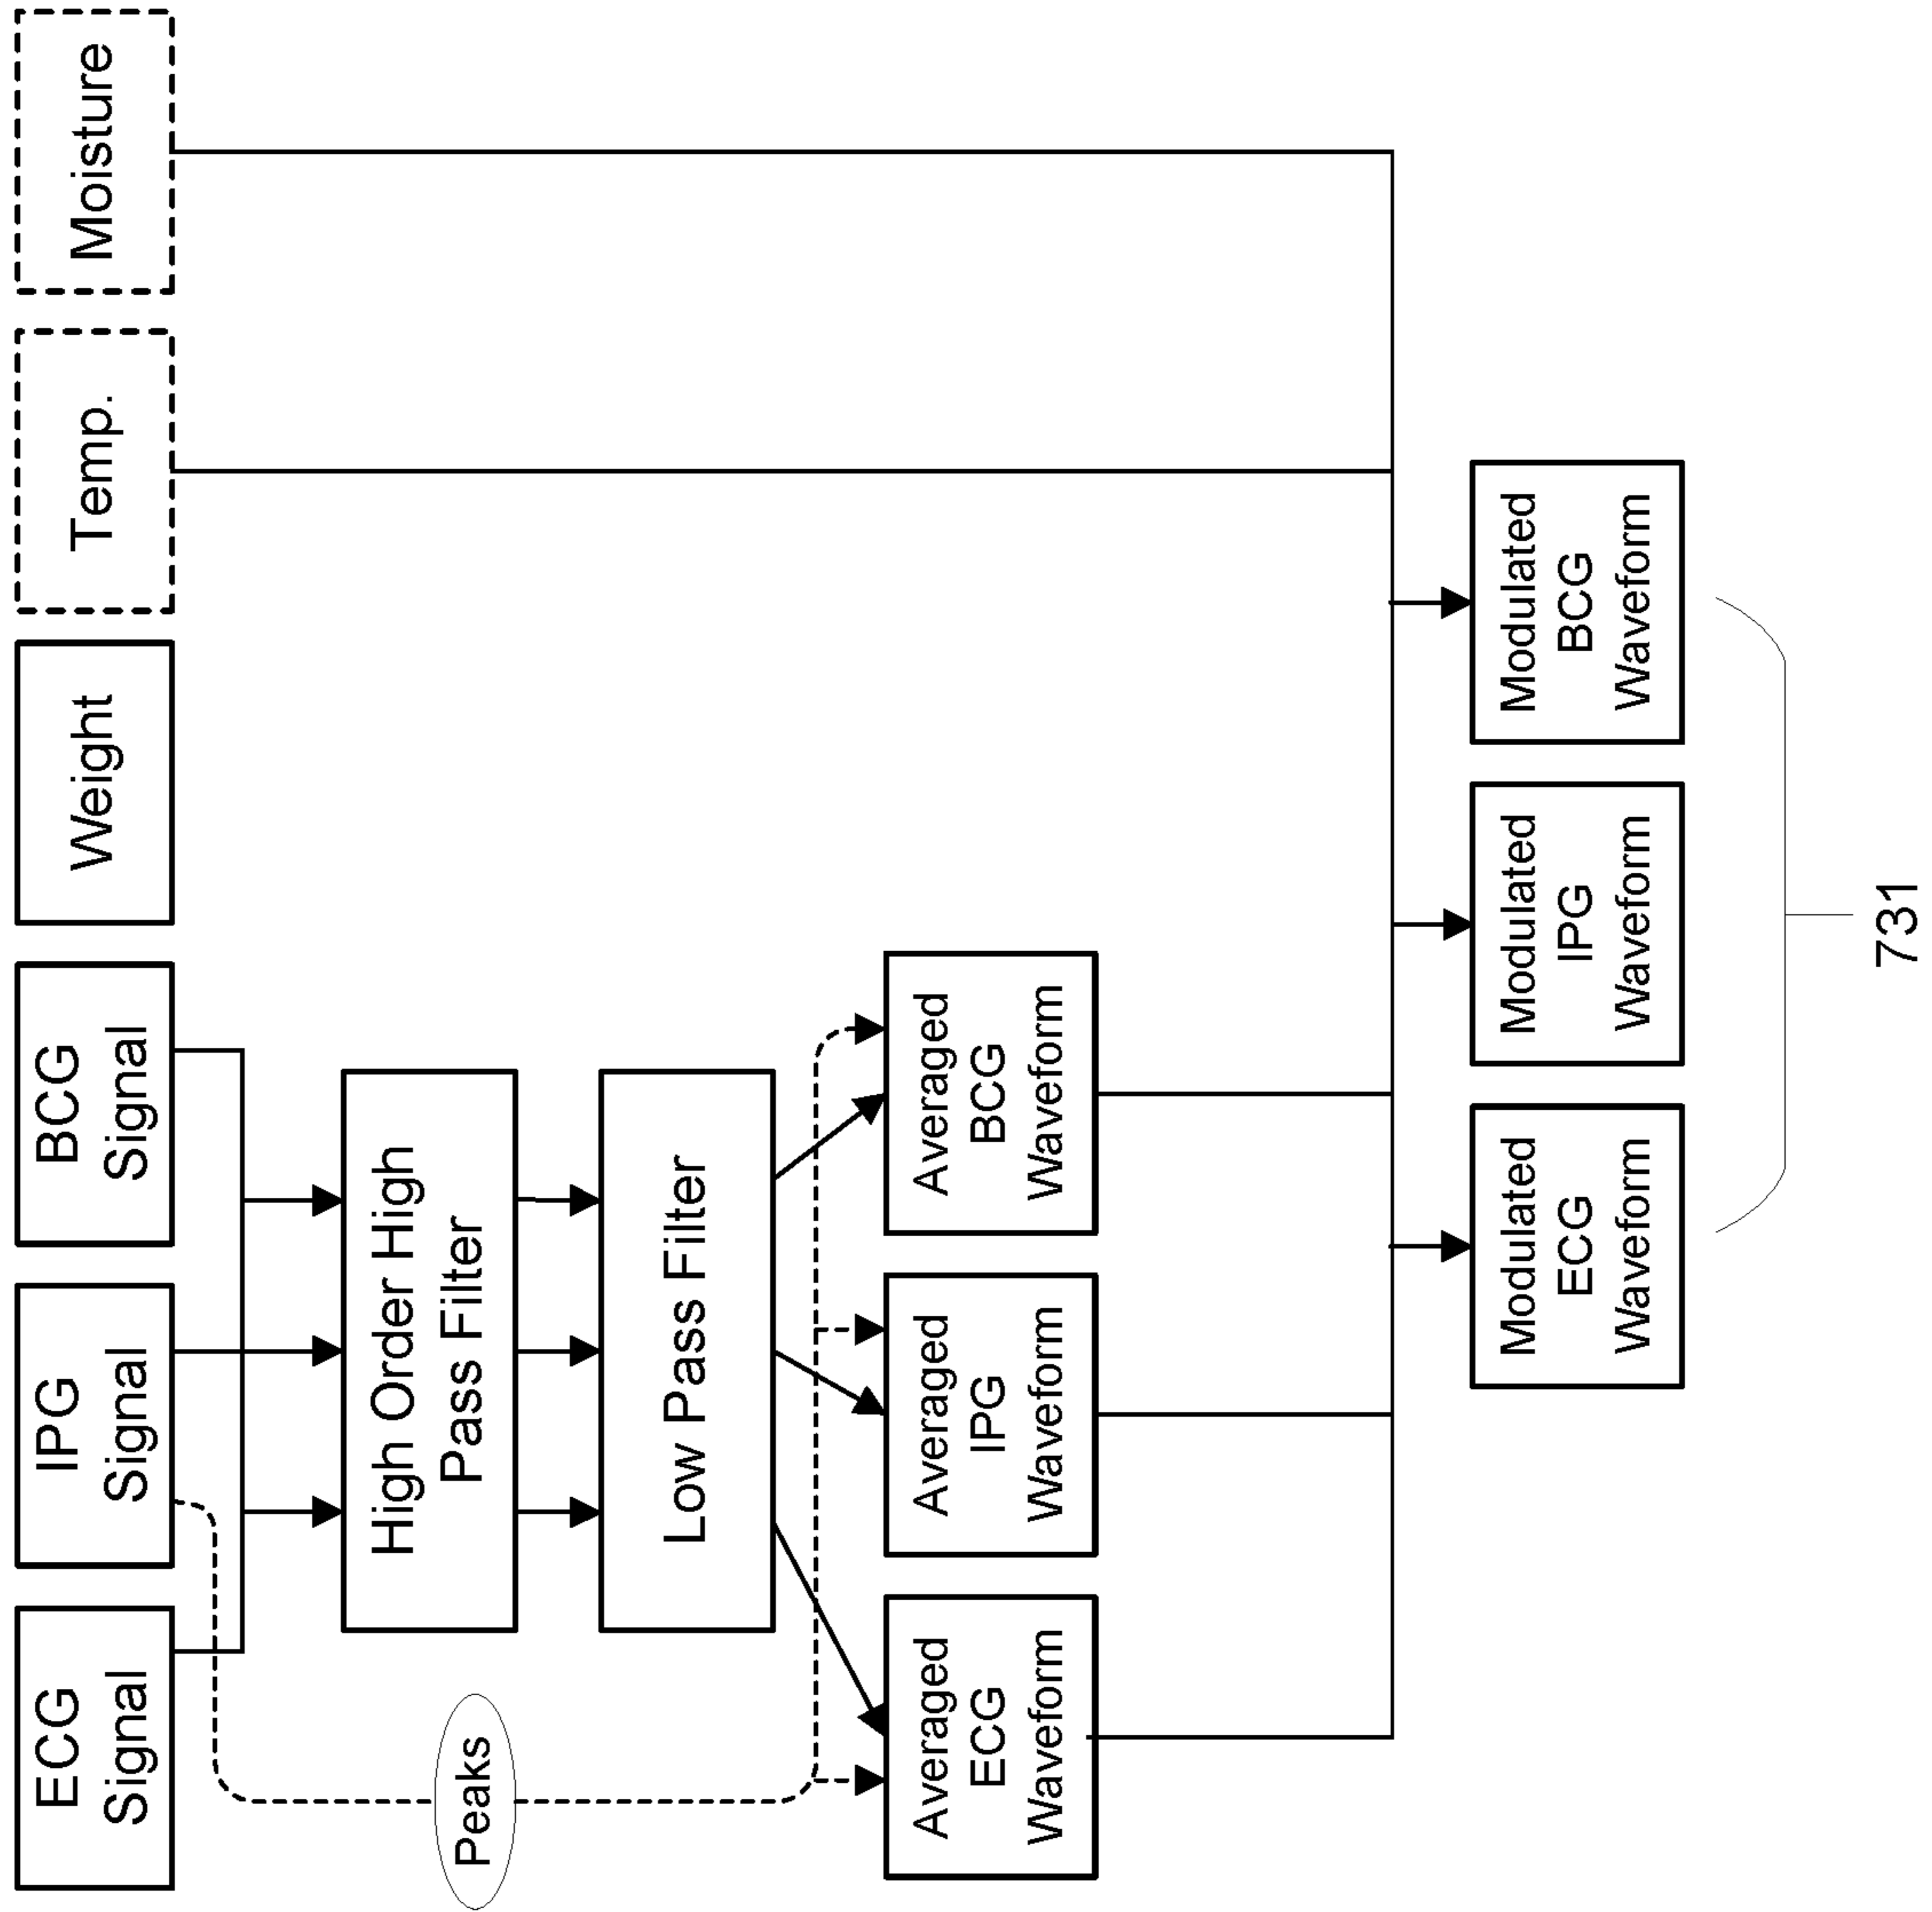 ECG
Signal
IPG
Signal
BCG
Signal
Weight
Temp.
Moisture
High Order High
Pass Filter
Peaks
Low Pass Filter
Averaged
ECG
Waveform
Averaged
IPG
Waveform
Averaged
BCG
Waveform
Modulated
ECG
Waveform
Modulated
IPG
Waveform
Modulated
BCG
Waveform
731